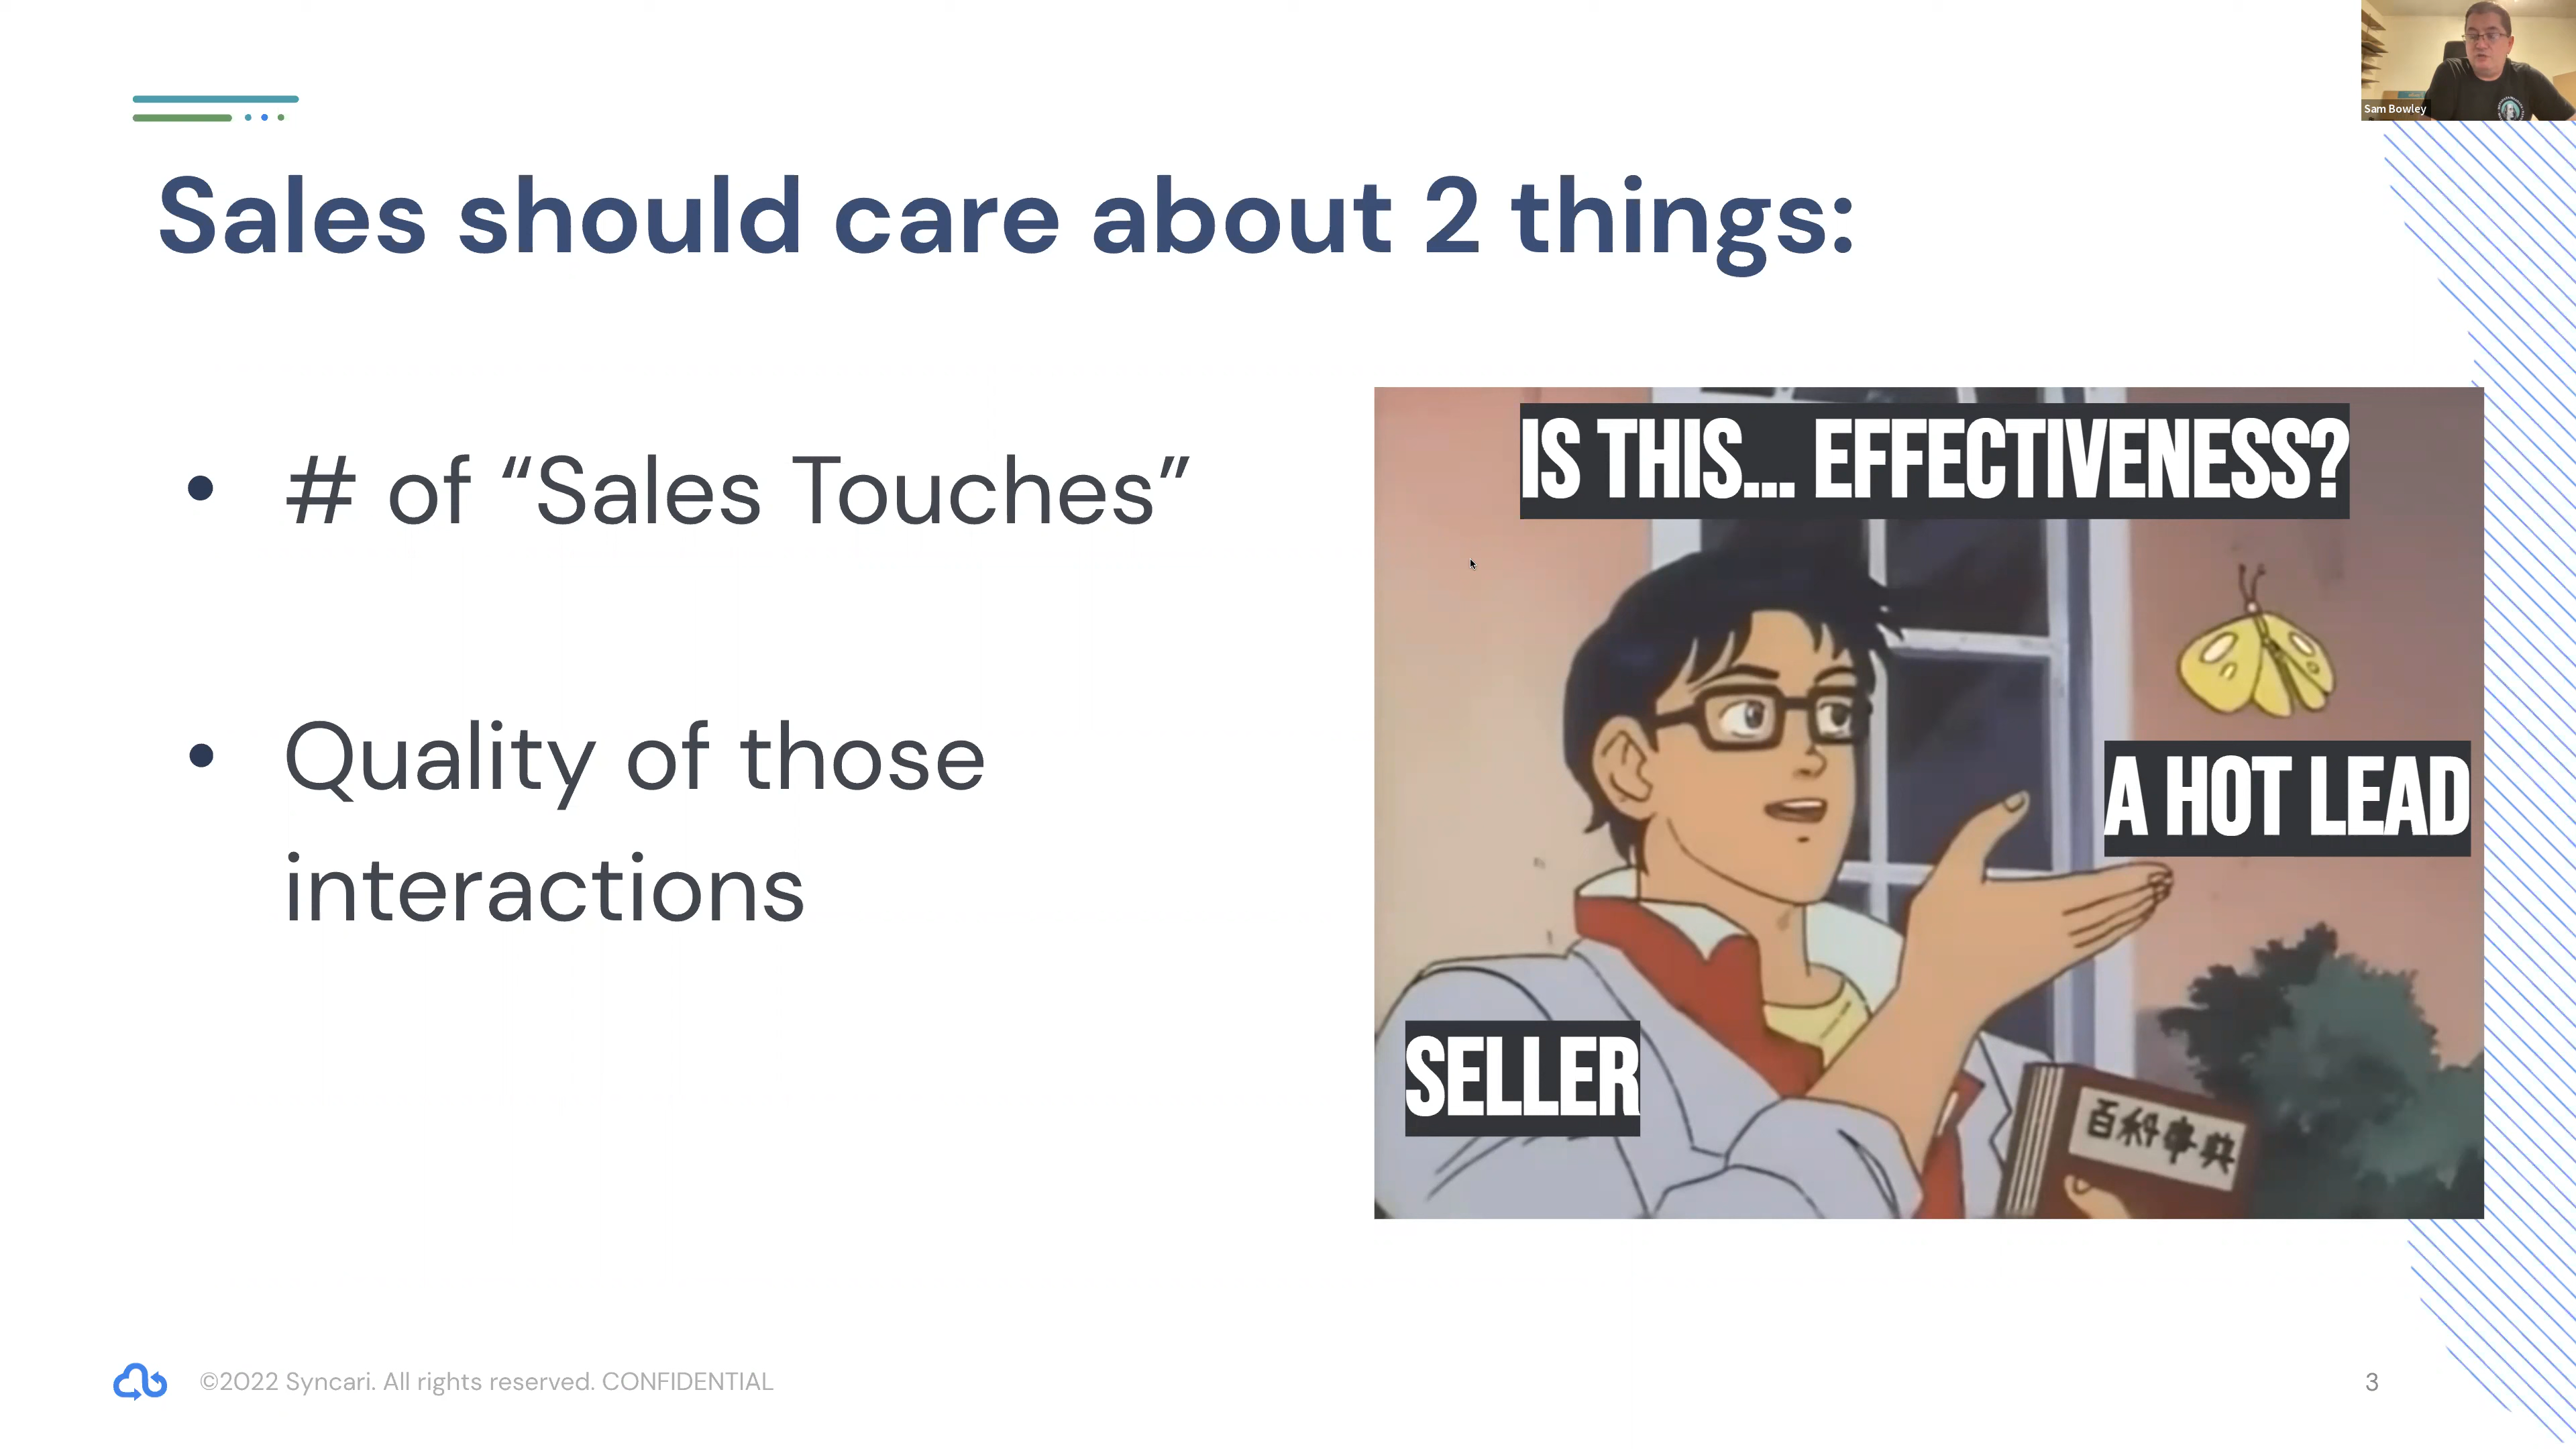 Sam Bowley
Sales should care about 2 things:
• # of “Sales Touches”
• Quality of those
interactions
IS THIS... EFFECTIVENESS?
A HOT LEAD
SELLER
百科事典
©2022 Syncari. All rights reserved. CONFIDENTIAL
3